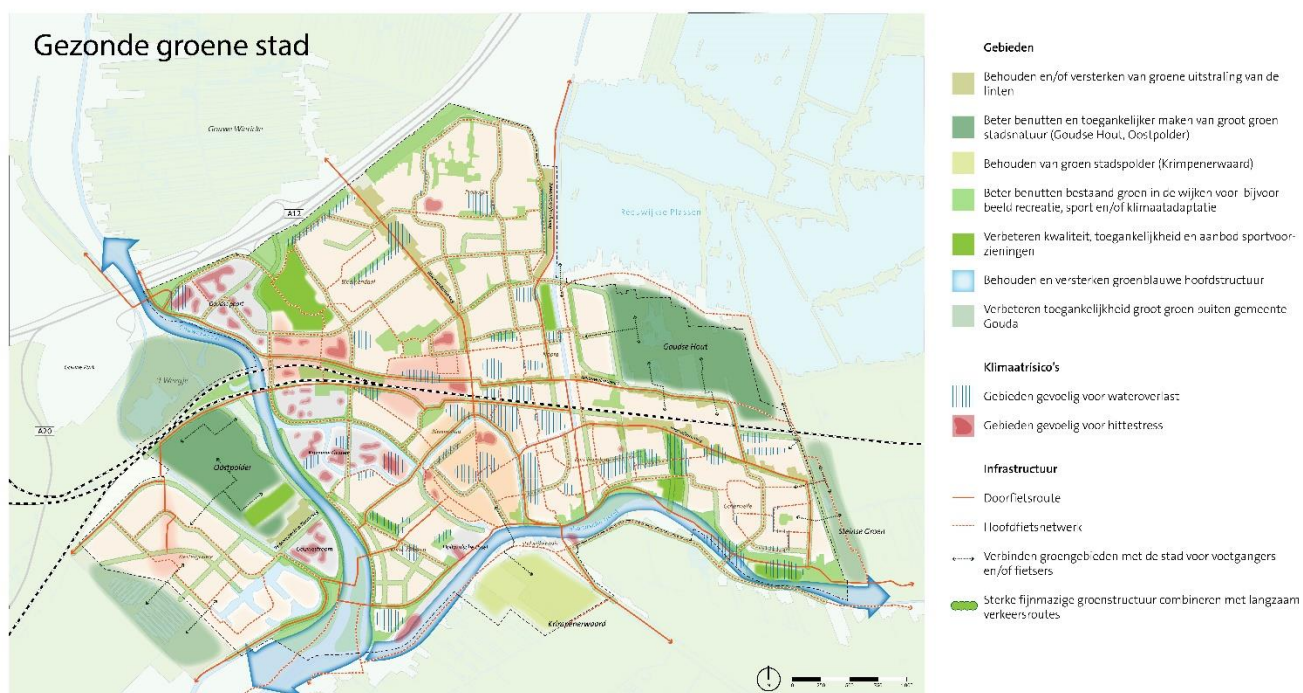 Gezonde groene stad
Gouwe Wiericke
A12
Reeuwijkse Plassen
Bloemendaal
Goudse Poort
Goudse Hout
't Weegje
A20
Oostpolder
Steinse Groen
Krimpenerwaard
Gebieden
Behouden en/of versterken van groene uitstraling van de
linten
Beter benutten en toegankelijker maken van groot groen
stadsnatuur (Goudse Hout, Oostpolder)
Behouden van groen stadspolder (Krimpenerwaard)
Beter benutten bestaand groen in de wijken voor bijvoor
beeld recreatie, sport en/of klimaatadaptatie
Verbeteren kwaliteit, toegankelijkheid en aanbod sportvoor-
zieningen
Behouden en versterken groenblauwe hoofdstructuur
Verbeteren toegankelijkheid groot groen buiten gemeente
Gouda
Klimaatrisico's
Gebieden gevoelig voor wateroverlast
Gebieden gevoelig voor hittestress
Infrastructuur
Doorfietsroute
Hoofdfietsnetwerk
Verbinden groengebieden met de stad voor voetgangers
en/of fietsers
Sterke fijnmazige groenstructuur combineren met langzaam
verkeersroutes